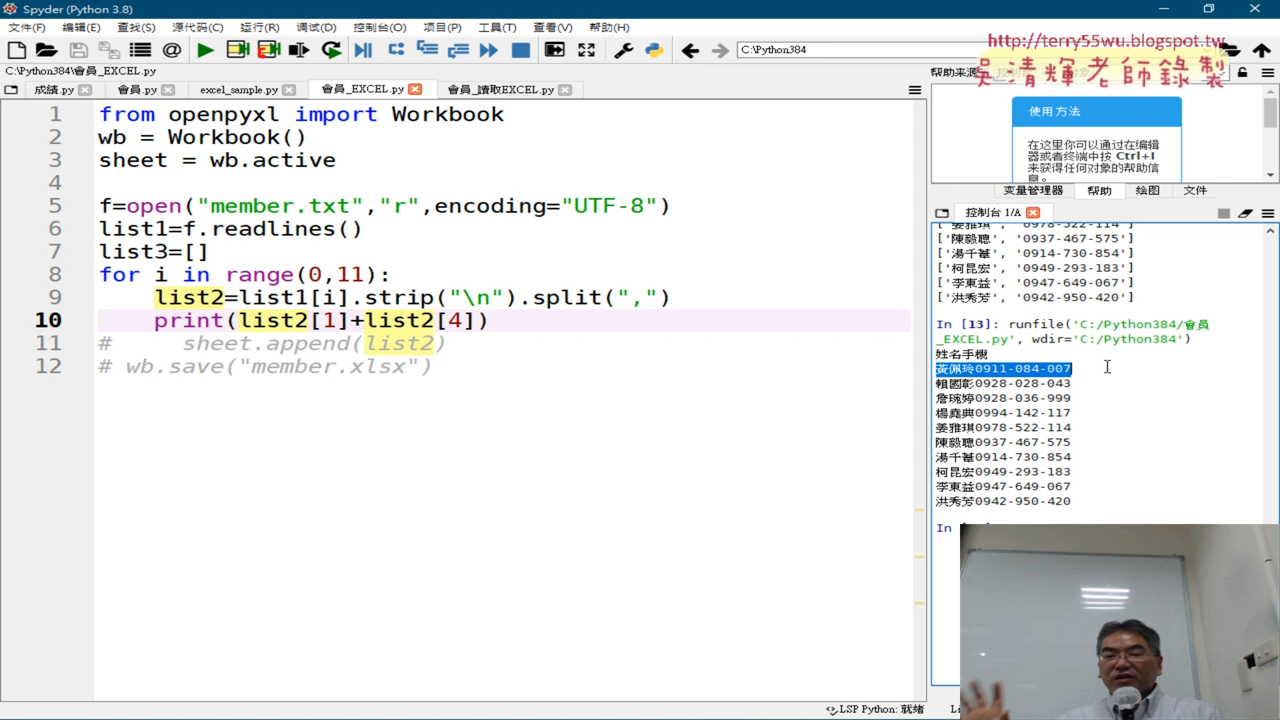 Spyder (Python 3.8)
文件(F) 编辑(E) 查找(S) 源代码(C) 运行(R) 调试(D) 控制台(O) 项目(P) 工具(T) 查看(V) 帮助(H)
C:\Python384
http://terry55wu.blogspot.tw
吳清輝老師錄製
C:\Python384\會員_EXCEL.py
帮助来源
成績.py 會員.py excel_sample.py 會員_EXCEL.py 會員_讀取EXCEL.py
1 from openpyxl import Workbook
2 wb = Workbook()
3 sheet = wb.active
4
5 f=open("member.txt","r",encoding="UTF-8")
6 list1=f.readlines()
7 list3=[]
8 for i in range(0,11):
9 list2=list1[i].strip("\n").split(",")
10 print(list2[1]+list2[4])
11 # sheet.append(list2)
12 # wb.save("member.xlsx")
使用方法
在这里你可以通过在编辑
器或者终端中按 Ctrl+I
来获得任何对象的帮助信
息。
变量管理器 帮助 绘图 文件
控制台 1/A
['姜雅琪', '0978-522-114']
['陳毅聰', '0937-467-575']
['湯千蕙', '0914-730-854']
['柯昆宏', '0949-293-183']
['李東益', '0947-649-067']
['洪秀芳', '0942-950-420']
In [13]: runfile('C:/Python384/會員
_EXCEL.py', wdir='C:/Python384')
姓名手機
黃佩玲0911-084-007
賴國彰0928-028-043
詹琬婷0928-036-999
楊堯典0994-142-117
姜雅琪0978-522-114
陳毅聰0937-467-575
湯千蕙0914-730-854
柯昆宏0949-293-183
李東益0947-649-067
洪秀芳0942-950-420
In
LSP Python: 就绪